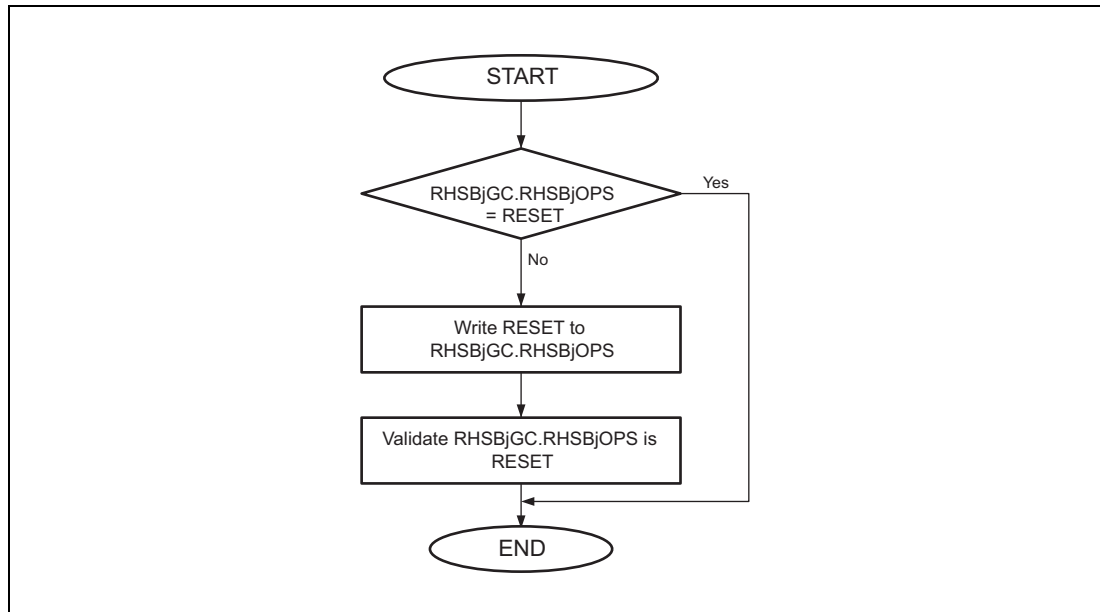 START
RHSBjGC.RHSBjOPS
= RESET
Yes
No
Write RESET to
RHSBjGC.RHSBjOPS
Validate RHSBjGC.RHSBjOPS is
RESET
END